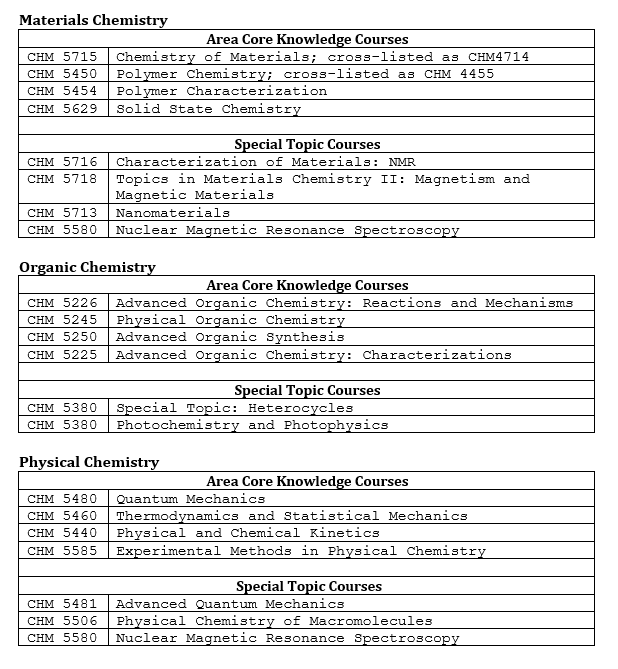 Materials Chemistry
Area Core Knowledge Courses
CHM 5715 Chemistry of Materials; cross-listed as CHM4714
CHM 5450 Polymer Chemistry; cross-listed as CHM 4455
CHM 5454 Polymer Characterization
CHM 5629 Solid State Chemistry
Special Topic Courses
CHM 5716 Characterization of Materials: NMR
CHM 5718 Topics in Materials Chemistry II: Magnetism and
Magnetic Materials
CHM 5713 Nanomaterials
CHM 5580 Nuclear Magnetic Resonance Spectroscopy
Organic Chemistry
Area Core Knowledge Courses
CHM 5226 Advanced Organic Chemistry: Reactions and Mechanisms
CHM 5245 Physical Organic Chemistry
CHM 5250 Advanced Organic Synthesis
CHM 5225 Advanced Organic Chemistry: Characterizations
Special Topic Courses
CHM 5380 Special Topic: Heterocycles
CHM 5380 Photochemistry and Photophysics
Physical Chemistry
Area Core Knowledge Courses
CHM 5480 Quantum Mechanics
CHM 5460 Thermodynamics and Statistical Mechanics
CHM 5440 Physical and Chemical Kinetics
CHM 5585 Experimental Methods in Physical Chemistry
Special Topic Courses
CHM 5481 Advanced Quantum Mechanics
CHM 5506 Physical Chemistry of Macromolecules
CHM 5580 Nuclear Magnetic Resonance Spectroscopy